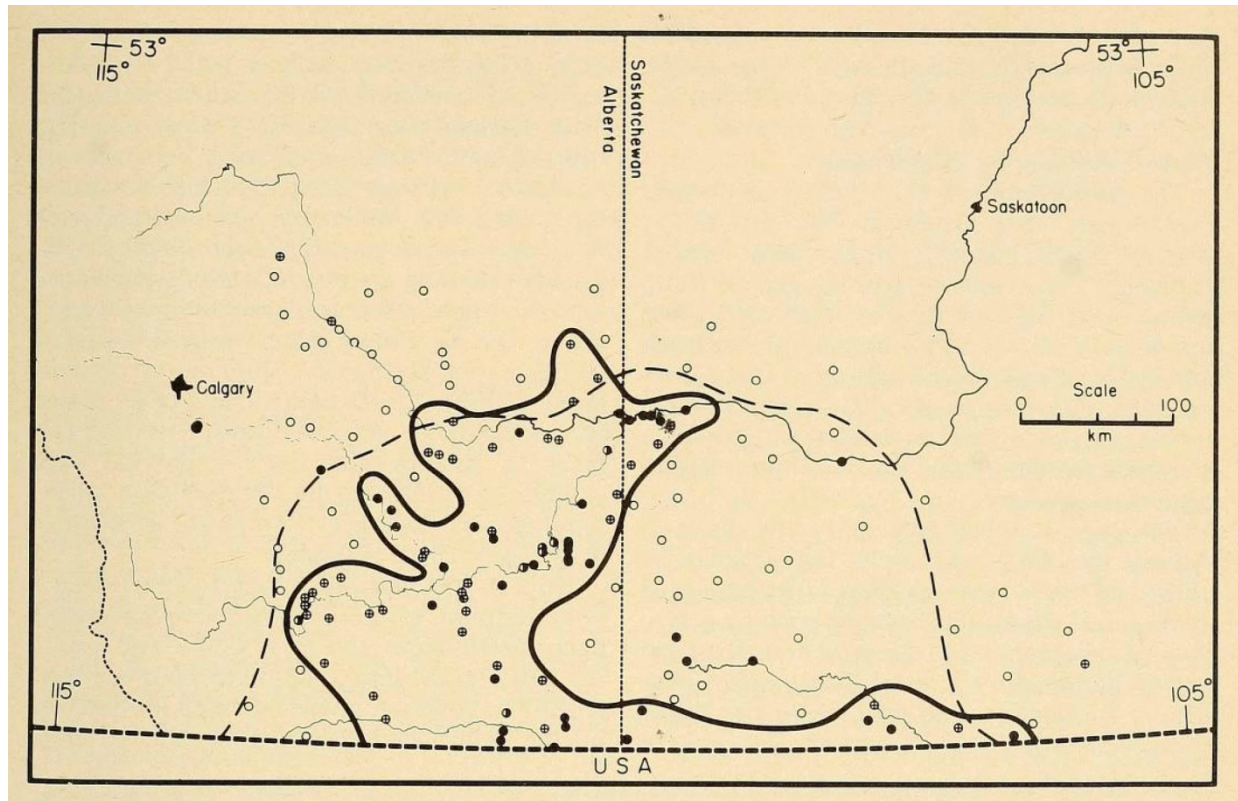 53°
115°
53°
105°
Saskatchewan
Alberta
Saskatoon
Calgary
Scale
0 100
km
115°
105°
USA